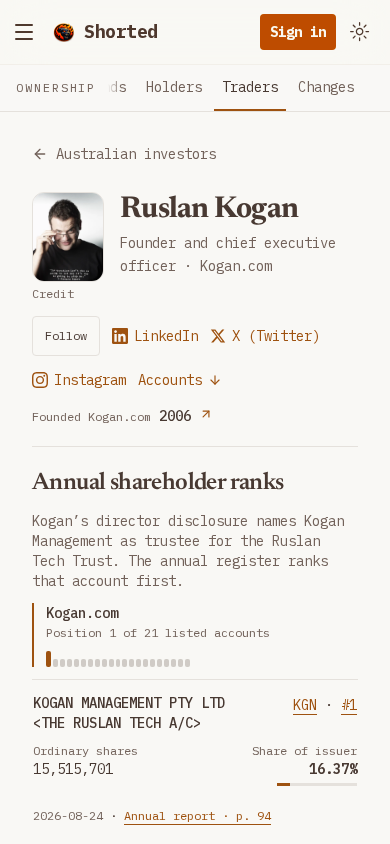 Shorted
Sign in
OWNERSHIP ds Holders Traders Changes
← Australian investors
Ruslan Kogan
Founder and chief executive
officer · Kogan.com
Credit
Follow LinkedIn X (Twitter)
Instagram Accounts ↓
Founded Kogan.com 2006 ↗
Annual shareholder ranks
Kogan’s director disclosure names Kogan
Management as trustee for the Ruslan
Tech Trust. The annual register ranks
that account first.
Kogan.com
Position 1 of 21 listed accounts
KOGAN MANAGEMENT PTY LTD
<THE RUSLAN TECH A/C>
KGN · #1
Ordinary shares
15,515,701
Share of issuer
16.37%
2026-08-24 · Annual report · p. 94